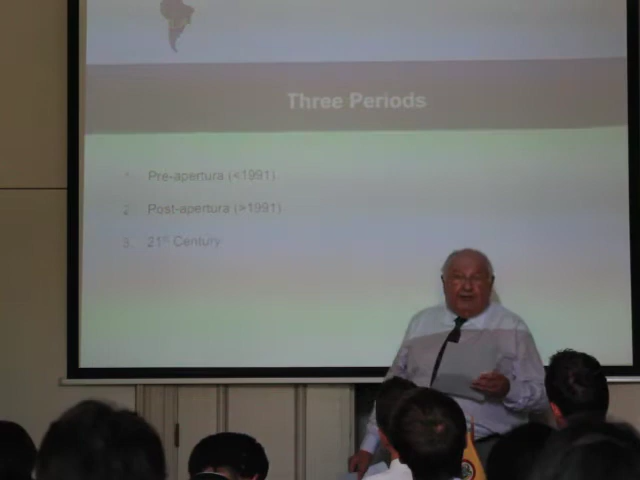 Three Periods
1. Pre-apertura (<1991)
2. Post-apertura (>1991)
3. 21st Century